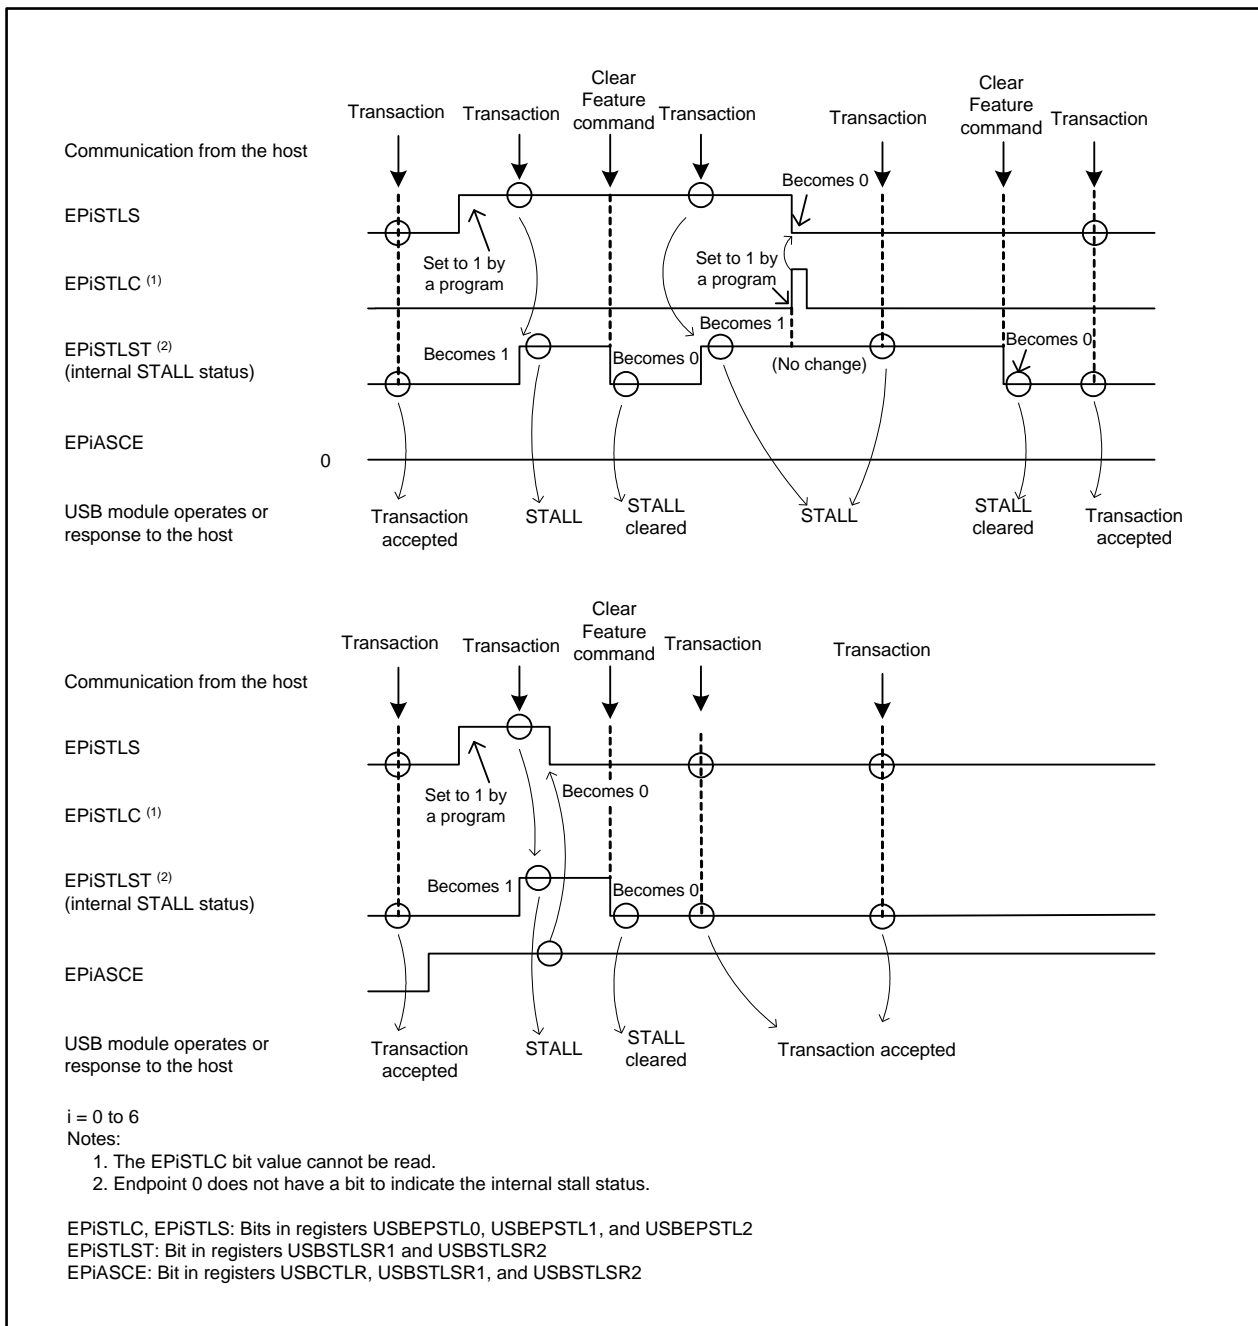 Clear
Feature
command
Clear
Feature
command
Transaction
Transaction
Transaction
Transaction
Transaction
Communication from the host
Becomes 0
EPiSTLS
Set to 1 by
a program
Set to 1 by
a program
EPiSTLC (1)
EPiSTLST (2)
(internal STALL status)
Becomes 1
Becomes 0
Becomes 1
(No change)
Becomes 0
EPiASCE
0
USB module operates or
response to the host
Transaction
accepted
STALL
STALL
cleared
STALL
STALL
cleared
Transaction
accepted
Clear
Feature
command
Transaction
Transaction
Transaction
Transaction
Communication from the host
EPiSTLS
Set to 1 by
a program
Becomes 0
EPiSTLC (1)
EPiSTLST (2)
(internal STALL status)
Becomes 1
Becomes 0
EPiASCE
USB module operates or
response to the host
Transaction
accepted
STALL
STALL
cleared
Transaction accepted
i = 0 to 6
Notes:
1. The EPiSTLC bit value cannot be read.
2. Endpoint 0 does not have a bit to indicate the internal stall status.
EPiSTLC, EPiSTLS: Bits in registers USBEPSTL0, USBEPSTL1, and USBEPSTL2
EPiSTLST: Bit in registers USBSTLSR1 and USBSTLSR2
EPiASCE: Bit in registers USBCTLR, USBSTLSR1, and USBSTLSR2